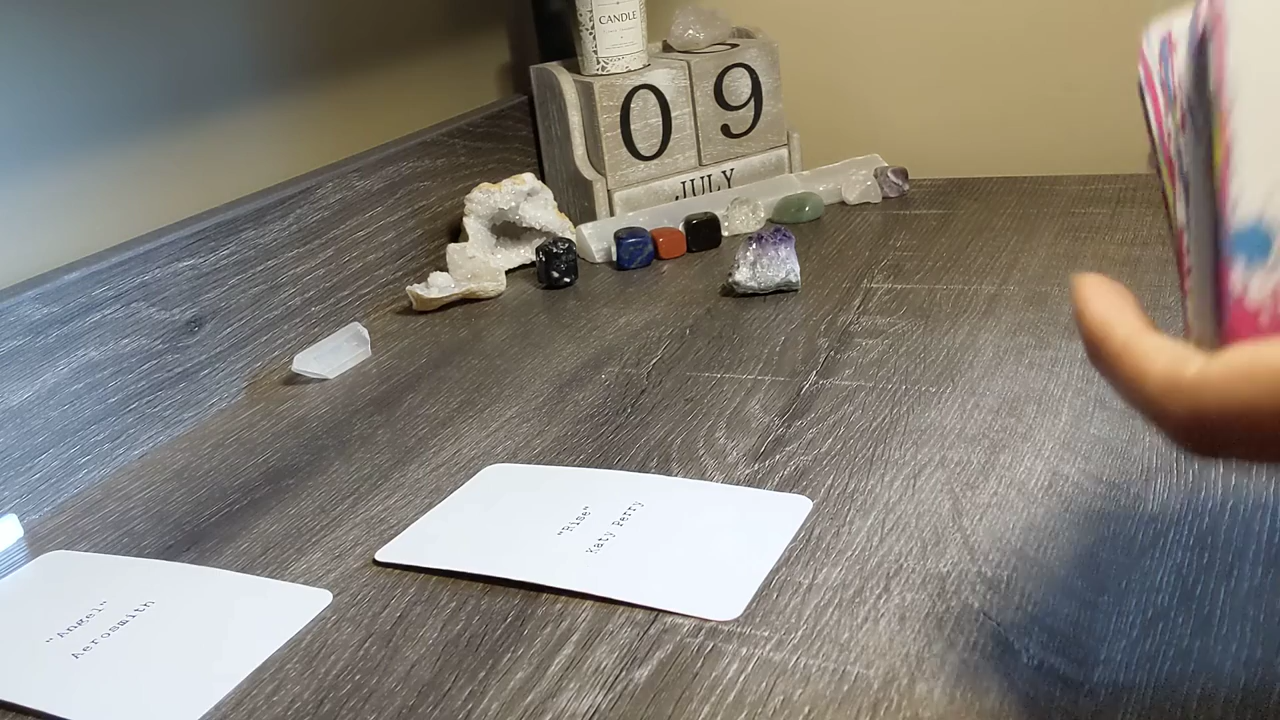 CANDLE
09
JULY
"Rise"
Katy Perry
"Angel"
Aerosmith